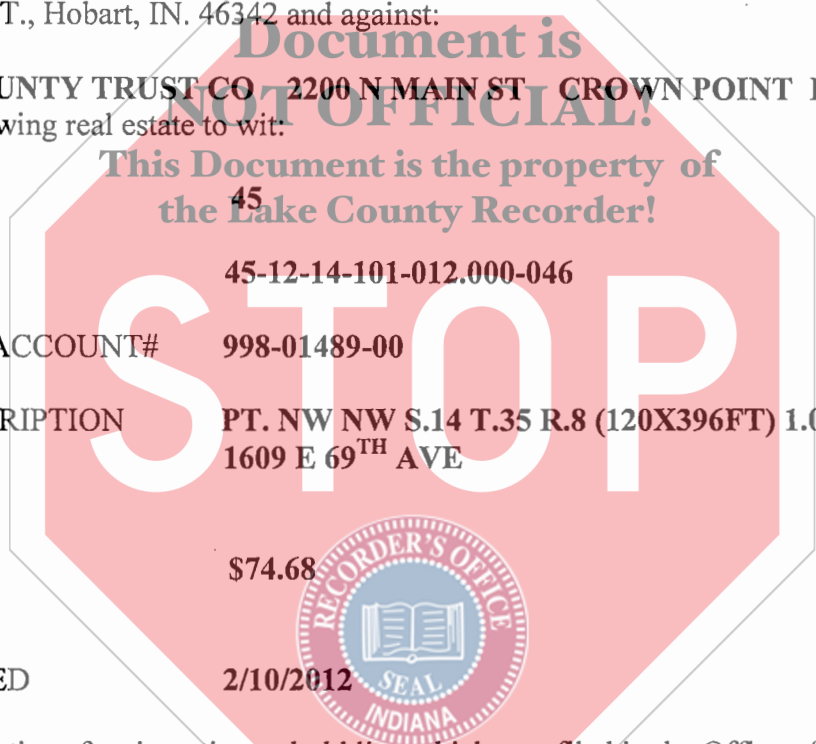 T., Hobart, IN. 46342 and against:
Document is
UNTY TRUST CO 2200 N MAIN ST CROWN POINT
NOT OFFICIAL!
wing real estate to wit:
This Document is the property of
45
the Lake County Recorder!
45-12-14-101-012.000-046
STOP
ACCOUNT# 998-01489-00
RIPTION PT. NW NW S.14 T.35 R.8 (120X396FT) 1.0
1609 E 69TH AVE
$74.68
RECORDER'S OFFICE
ED 2/10/2012
SEAL
INDIANA